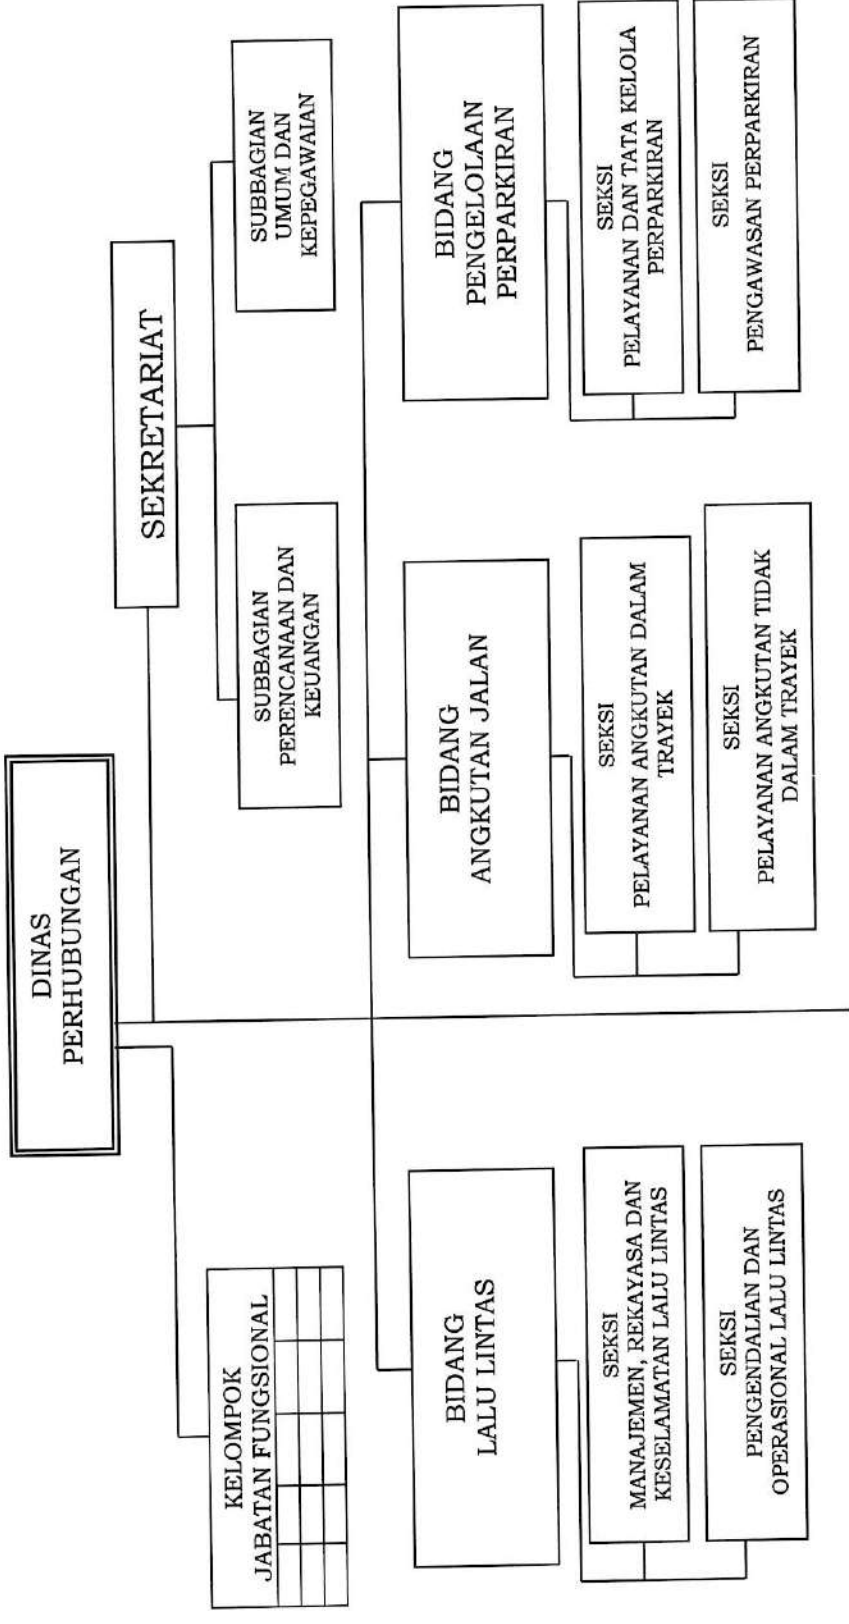 DINAS
PERHUBUNGAN
SEKRETARIAT
KELOMPOK
JABATAN FUNGSIONAL
SUBBAGIAN
PERENCANAAN DAN
KEUANGAN
SUBBAGIAN
UMUM DAN
KEPEGAWAIAN
BIDANG
LALU LINTAS
BIDANG
ANGKUTAN JALAN
BIDANG
PENGELOLAAN
PERPARKIRAN
SEKSI
MANAJEMEN, REKAYASA DAN
KESELAMATAN LALU LINTAS
SEKSI
PELAYANAN ANGKUTAN DALAM
TRAYEK
SEKSI
PELAYANAN DAN TATA KELOLA
PERPARKIRAN
SEKSI
PENGENDALIAN DAN
OPERASIONAL LALU LINTAS
SEKSI
PELAYANAN ANGKUTAN TIDAK
DALAM TRAYEK
SEKSI
PENGAWASAN PERPARKIRAN